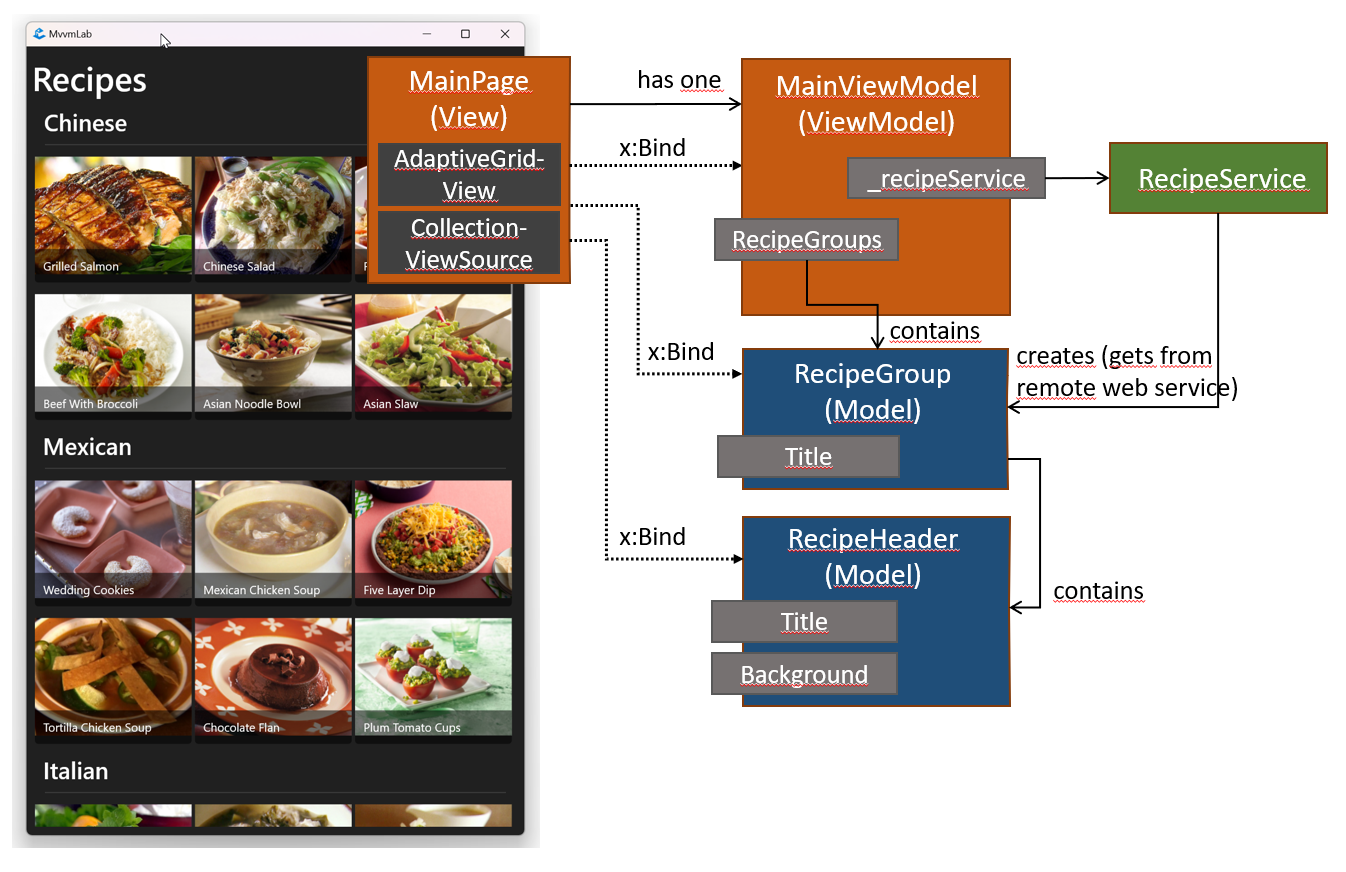 MvvmLab
Recipes
Chinese
Grilled Salmon
Chinese Salad
Beef With Broccoli
Asian Noodle Bowl
Asian Slaw
Mexican
Wedding Cookies
Mexican Chicken Soup
Five Layer Dip
Tortilla Chicken Soup
Chocolate Flan
Plum Tomato Cups
Italian
MainPage
(View)
AdaptiveGrid-
View
Collection-
ViewSource
has one
x:Bind
x:Bind
x:Bind
MainViewModel
(ViewModel)
_recipeService
RecipeGroups
RecipeService
contains
creates (gets from
remote web service)
RecipeGroup
(Model)
Title
RecipeHeader
(Model)
Title
Background
contains